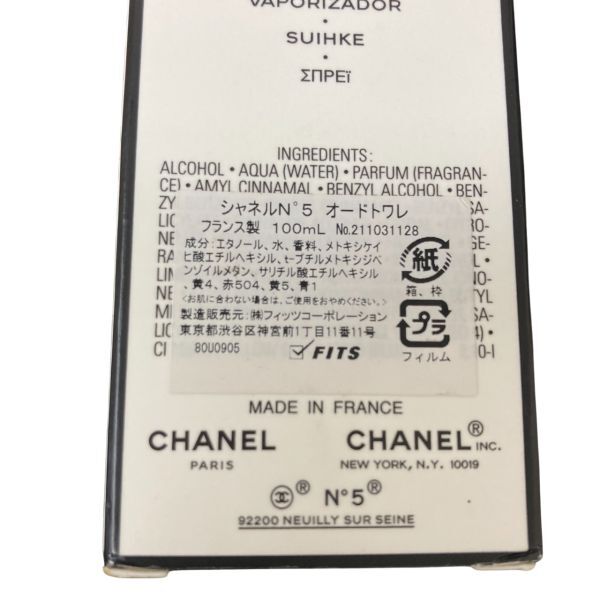 VAPORIZADOR
•
SUIHKE
•
ΣΠΡΕΪ
INGREDIENTS:
ALCOHOL • AQUA (WATER) • PARFUM (FRAGRAN-
CE) • AMYL CINNAMAL • BENZYL ALCOHOL • BEN-
シャネルN°5 オードトワレ
フランス製 100mL No.211031128
成分:エタノール、水、香料、メトキシケイ
ヒ酸エチルヘキシル、t-ブチルメトキシジベ
ンゾイルメタン、サリチル酸エチルヘキシル
、黄4、赤504、黄5、青1
<お肌に合わない場合は、ご使用をおやめください。>
製造販売元:㈱フィッツコーポレーション
東京都渋谷区神宮前1丁目11番11号
80U0905 FITS
紙
箱、枠
プラ
フィルム
MADE IN FRANCE
CHANEL CHANEL® INC.
PARIS NEW YORK, N.Y. 10019
® N°5®
92200 NEUILLY SUR SEINE